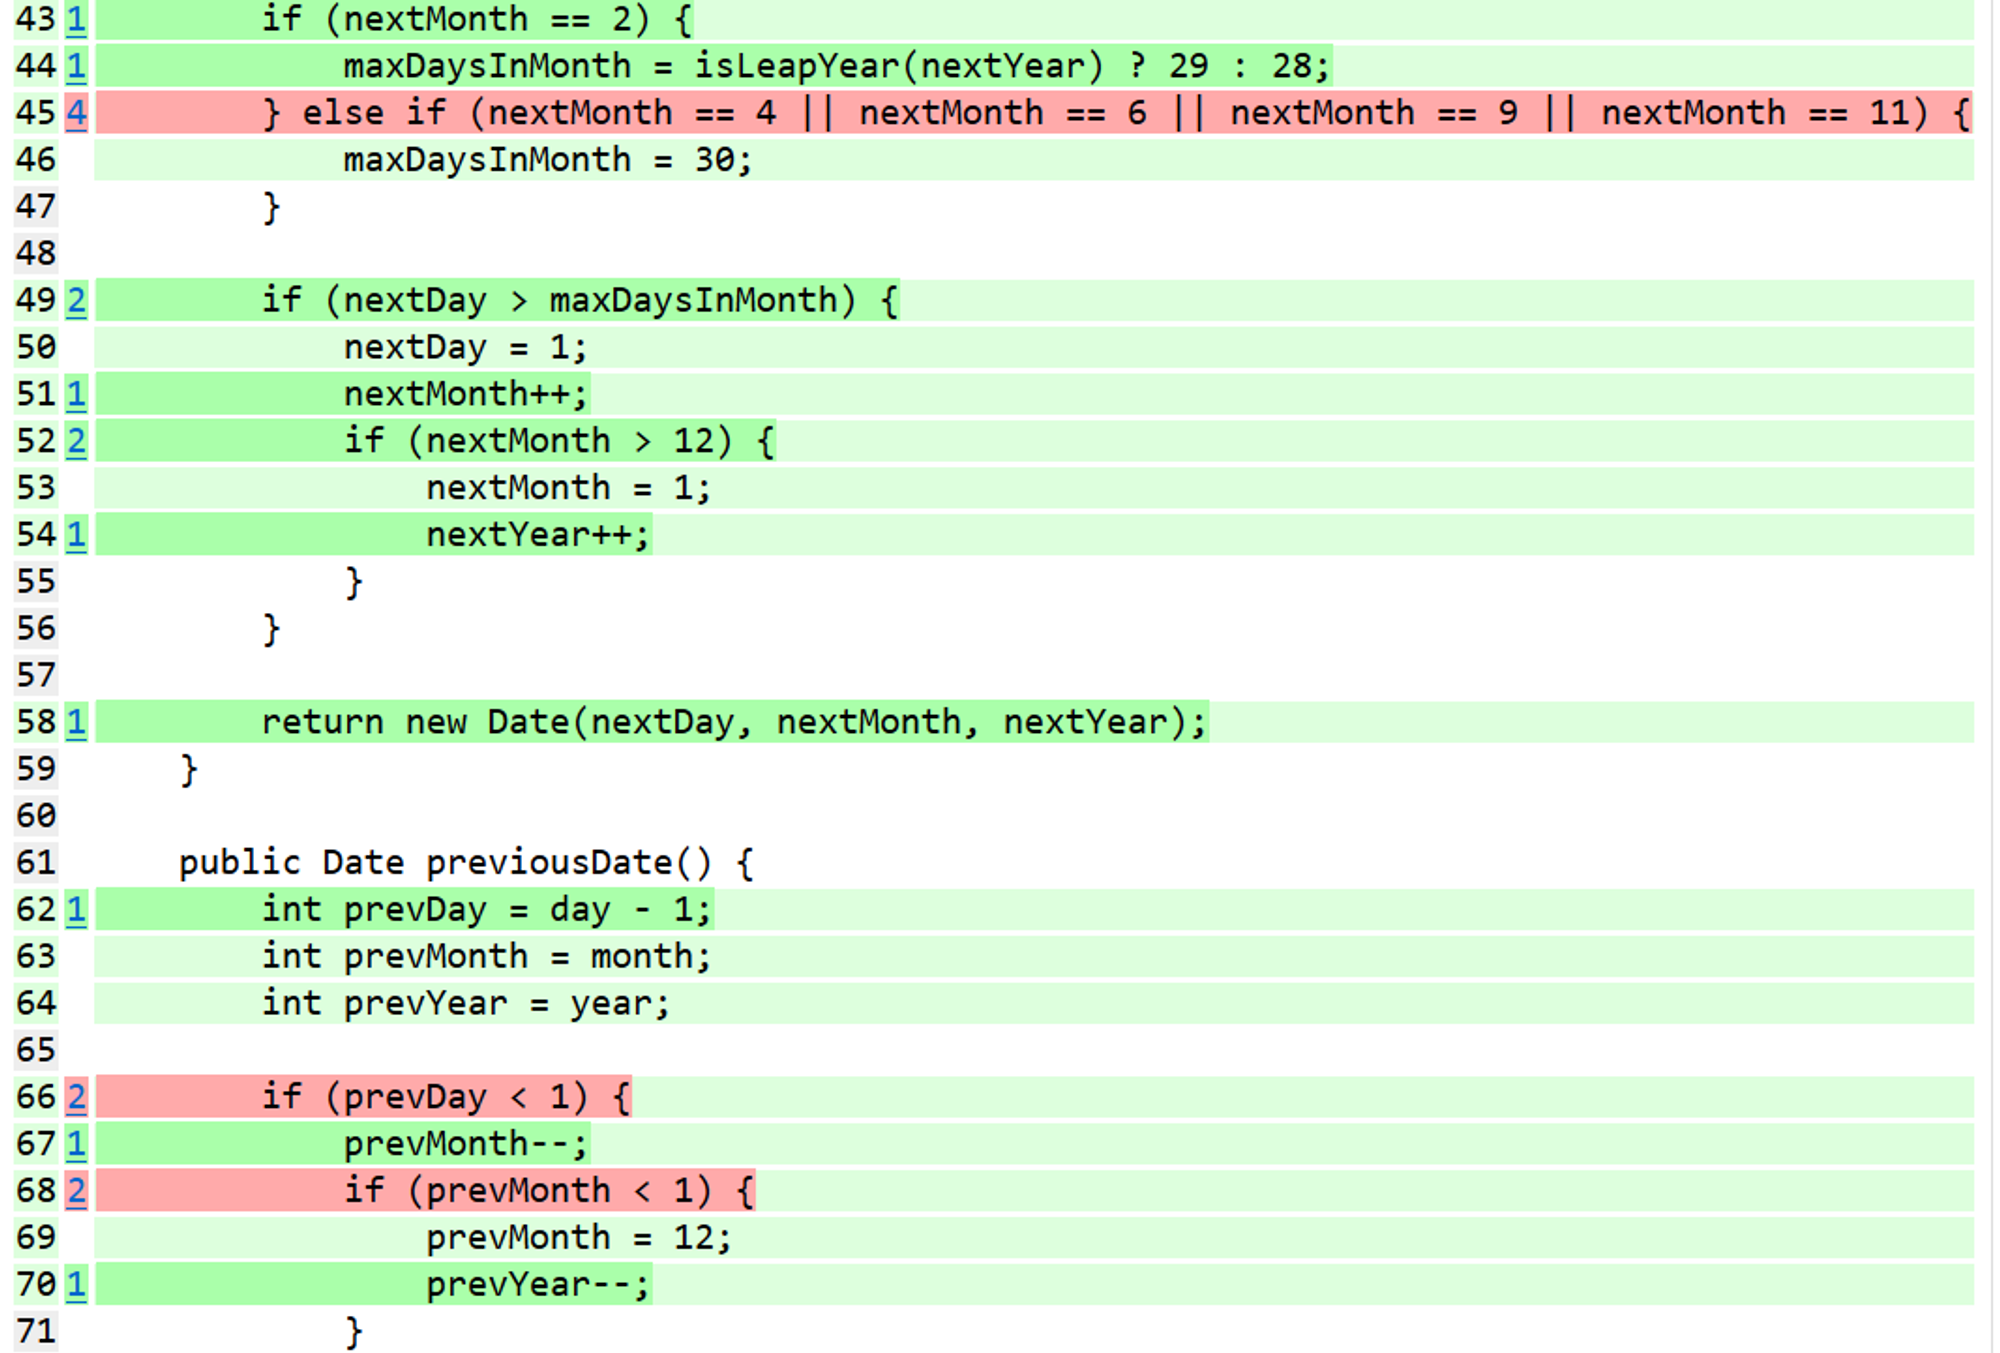 43 1 if (nextMonth == 2) {
44 1 maxDaysInMonth = isLeapYear(nextYear) ? 29 : 28;
45 4 } else if (nextMonth == 4 || nextMonth == 6 || nextMonth == 9 || nextMonth == 11) {
46 maxDaysInMonth = 30;
47 }
48
49 2 if (nextDay > maxDaysInMonth) {
50 nextDay = 1;
51 1 nextMonth++;
52 2 if (nextMonth > 12) {
53 nextMonth = 1;
54 1 nextYear++;
55 }
56 }
57
58 1 return new Date(nextDay, nextMonth, nextYear);
59 }
60
61 public Date previousDate() {
62 1 int prevDay = day - 1;
63 int prevMonth = month;
64 int prevYear = year;
65
66 2 if (prevDay < 1) {
67 1 prevMonth--;
68 2 if (prevMonth < 1) {
69 prevMonth = 12;
70 1 prevYear--;
71 }